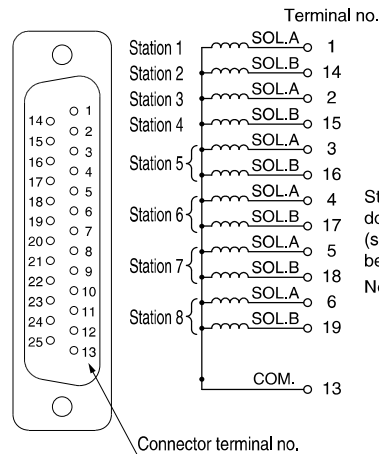 Terminal no.
Station 1 SOL.A 1
Station 2 SOL.B 14
Station 3 SOL.A 2
Station 4 SOL.B 15
Station 5 SOL.A 3
SOL.B 16
Station 6 SOL.A 4
SOL.B 17
Station 7 SOL.A 5
SOL.B 18
Station 8 SOL.A 6
SOL.B 19
COM. 13
1
14
2
15
3
16
4
17
5
18
6
19
7
20
8
21
9
22
10
23
11
24
12
25
13
Connector terminal no.